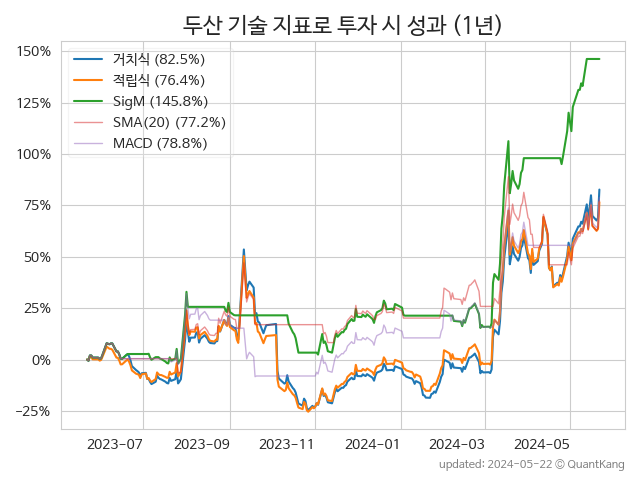 두산 기술 지표로 투자 시 성과 (1년)
150%
125%
100%
75%
50%
25%
0%
−25%
거치식 (82.5%)
적립식 (76.4%)
SigM (145.8%)
SMA(20) (77.2%)
MACD (78.8%)
2023−07
2023−09
2023−11
2024−01
2024−03
2024−05
updated: 2024-05-22 © QuantKang